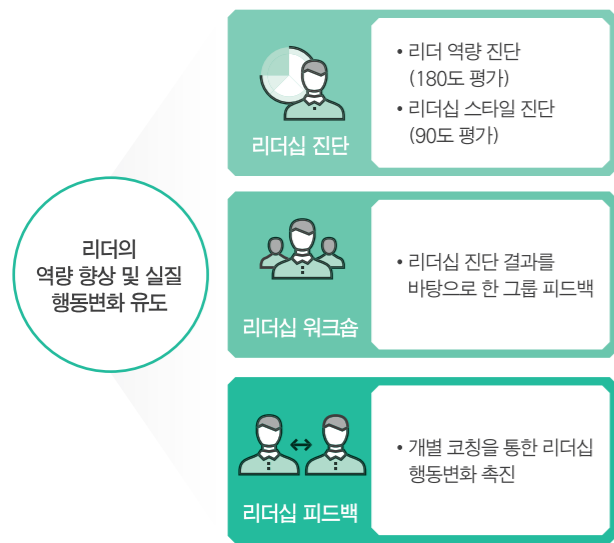 리더의
역량 향상 및 실질
행동변화 유도
리더십 진단
• 리더 역량 진단
(180도 평가)
• 리더십 스타일 진단
(90도 평가)
리더십 워크숍
• 리더십 진단 결과를
바탕으로 한 그룹 피드백
리더십 피드백
• 개별 코칭을 통한 리더십
행동변화 촉진